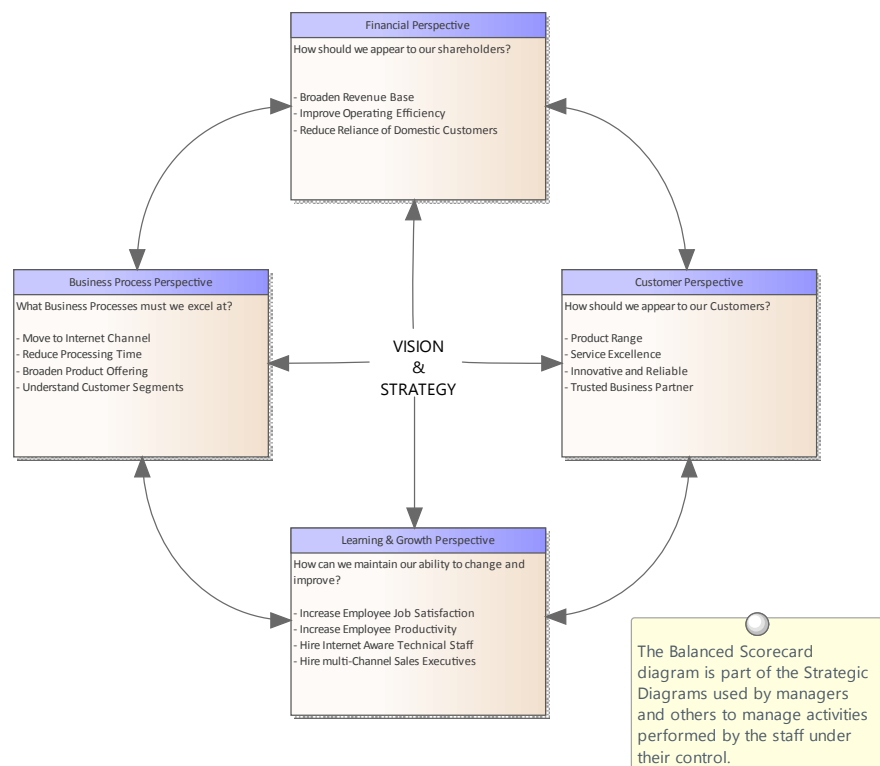 Financial Perspective
How should we appear to our shareholders?
- Broaden Revenue Base
- Improve Operating Efficiency
- Reduce Reliance of Domestic Customers
Business Process Perspective
What Business Processes must we excel at?
- Move to Internet Channel
- Reduce Processing Time
- Broaden Product Offering
- Understand Customer Segments
VISION
&
STRATEGY
Customer Perspective
How should we appear to our Customers?
- Product Range
- Service Excellence
- Innovative and Reliable
- Trusted Business Partner
Learning & Growth Perspective
How can we maintain our ability to change and
improve?
- Increase Employee Job Satisfaction
- Increase Employee Productivity
- Hire Internet Aware Technical Staff
- Hire multi-Channel Sales Executives
The Balanced Scorecard
diagram is part of the Strategic
Diagrams used by managers
and others to manage activities
performed by the staff under
their control.